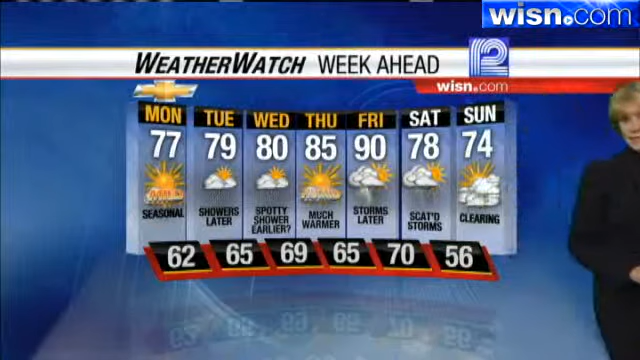 wisn.com
WEATHERWATCH WEEK AHEAD 12
wisn.com
MON TUE WED THU FRI SAT SUN
77 79 80 85 90 78 74
SEASONAL SHOWERS LATER SPOTTY SHOWER EARLIER? MUCH WARMER STORMS LATER SCAT'D STORMS CLEARING
62 65 69 65 70 56